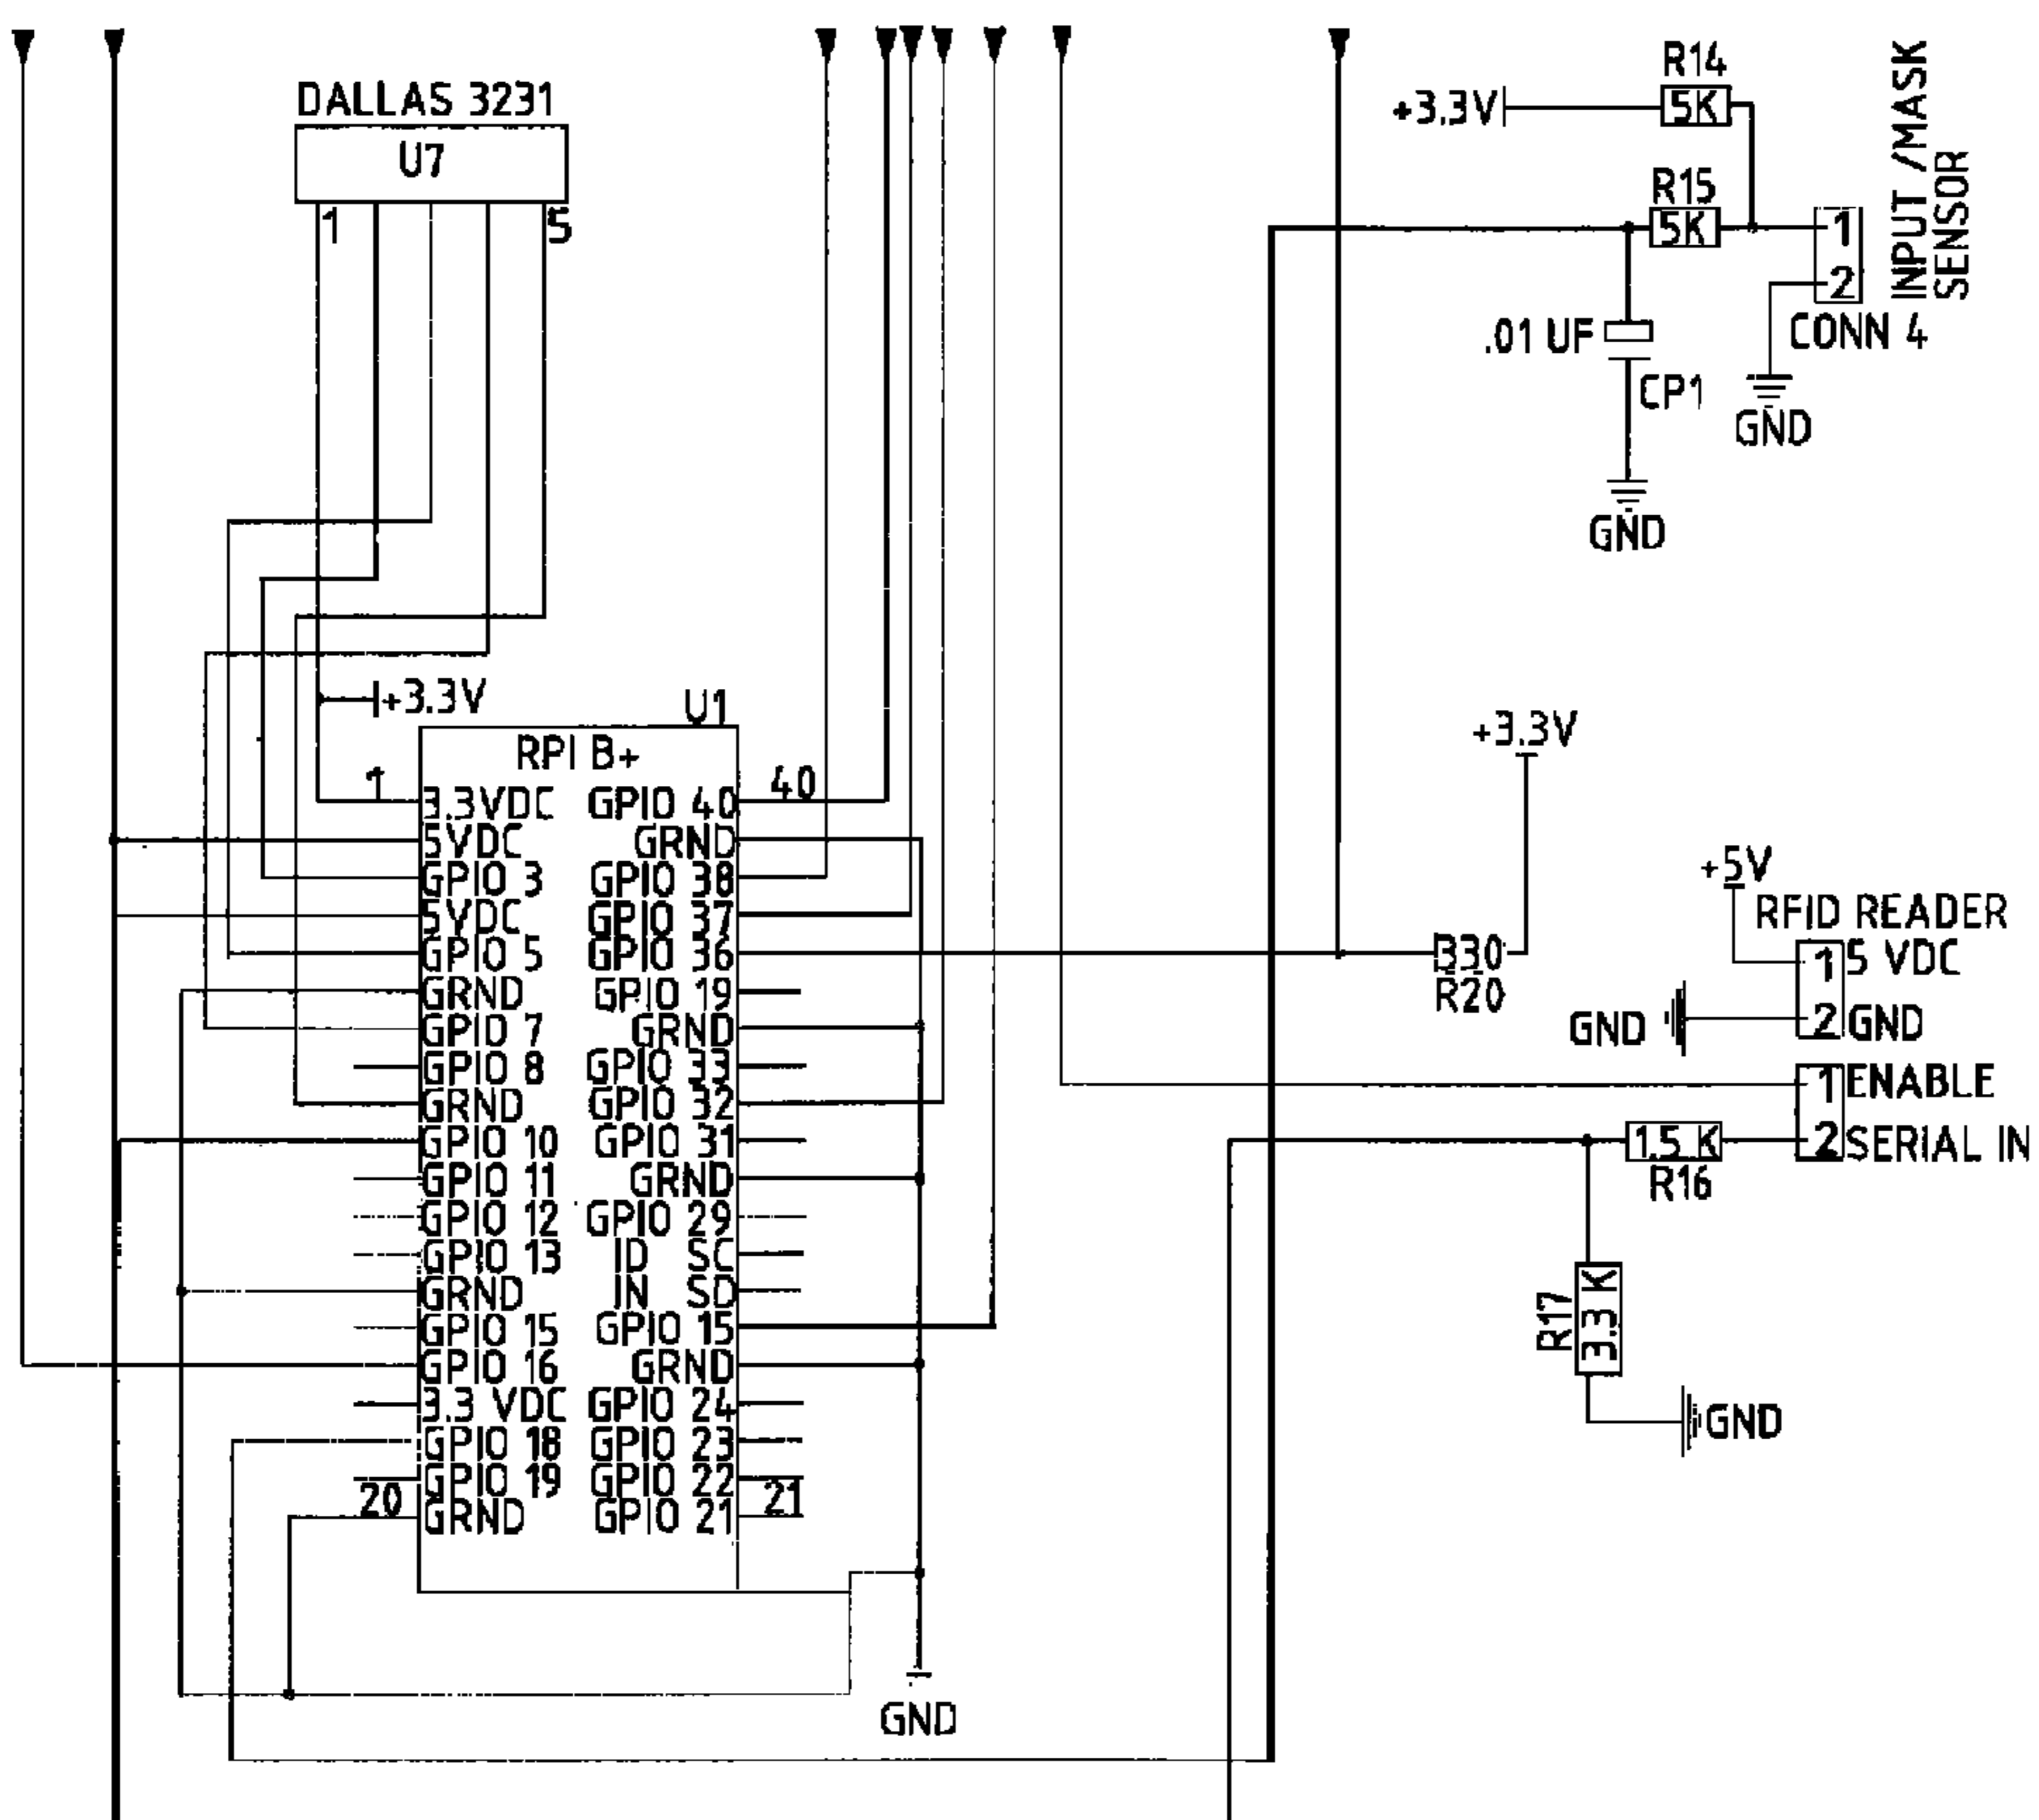 DALLAS 3231
U7
1
5
R14
+3.3V
5K
R15
5K
1
2
INPUT /MASK
SENSOR
.01 UF
CONN 4
CP1
GND
GND
+3.3V
U1
RPI B+
1
40
3.3VDC GPIO 40
5VDC GRND
GPIO 3 GPIO 38
5VDC GPIO 37
GPIO 5 GPIO 36
GRND GPIO 19
GPIO 7 GRND
GPIO 8 GPIO 33
GRND GPIO 32
GPIO 10 GPIO 31
GPIO 11 GRND
GPIO 12 GPIO 29
GPIO 13 ID SC
GRND IN SD
GPIO 15 GPIO 15
GPIO 16 GRND
3.3 VDC GPIO 24
GPIO 18 GPIO 23
GPIO 19 GPIO 22
20
21
GRND GPIO 21
GND
+3.3V
330
R20
+5V
RFID READER
1 5 VDC
GND
2 GND
1 ENABLE
1.5 K
2 SERIAL IN
R16
R17
3.3 K
GND